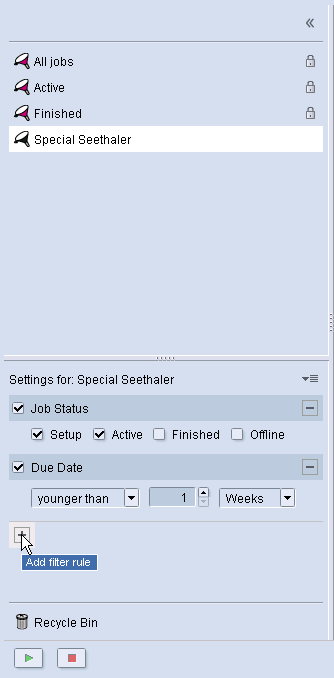 All jobs
Active
Finished
Special Seethaler
Settings for: Special Seethaler
Job Status
Setup Active Finished Offline
Due Date
younger than 1 Weeks
Add filter rule
Recycle Bin